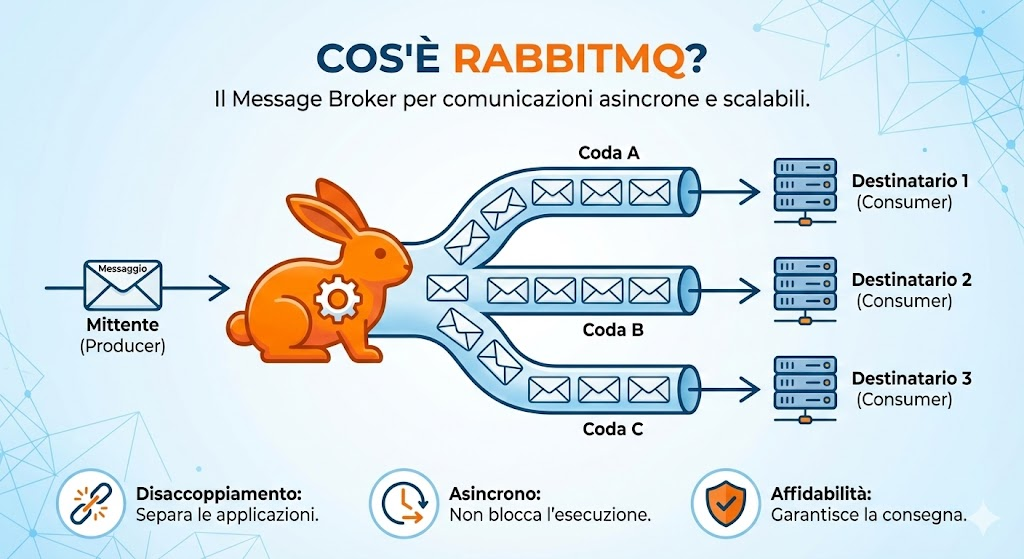 COS'È RABBITMQ?
Il Message Broker per comunicazioni asincrone e scalabili.
Messaggio
Mittente
(Producer)
Coda A
Coda B
Coda C
Destinatario 1
(Consumer)
Destinatario 2
(Consumer)
Destinatario 3
(Consumer)
Disaccoppiamento:
Separa le applicazioni.
Asincrono:
Non blocca l'esecuzione.
Affidabilità:
Garantisce la consegna.